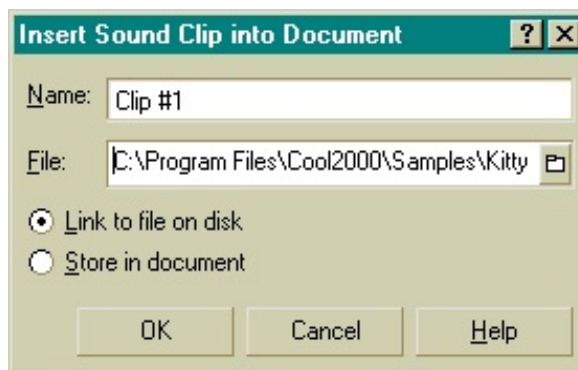 Insert Sound Clip into Document ? X
Name: Clip #1
File: C:\Program Files\Cool2000\Samples\Kitty
Link to file on disk
Store in document
OK Cancel Help